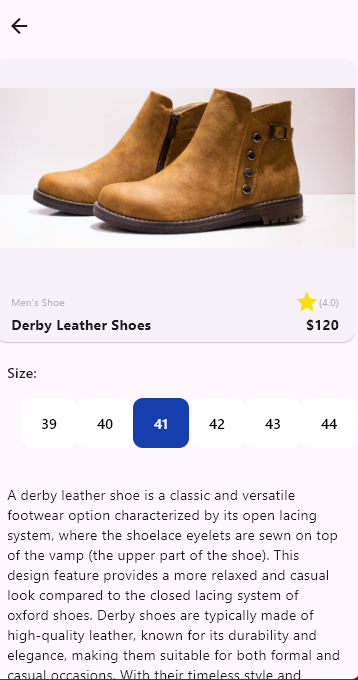 Men's Shoe
(4.0)
Derby Leather Shoes
$120
Size:
39 40 41 42 43 44
A derby leather shoe is a classic and versatile
footwear option characterized by its open lacing
system, where the shoelace eyelets are sewn on top
of the vamp (the upper part of the shoe). This
design feature provides a more relaxed and casual
look compared to the closed lacing system of
oxford shoes. Derby shoes are typically made of
high-quality leather, known for its durability and
elegance, making them suitable for both formal and
casual occasions. With their timeless style and